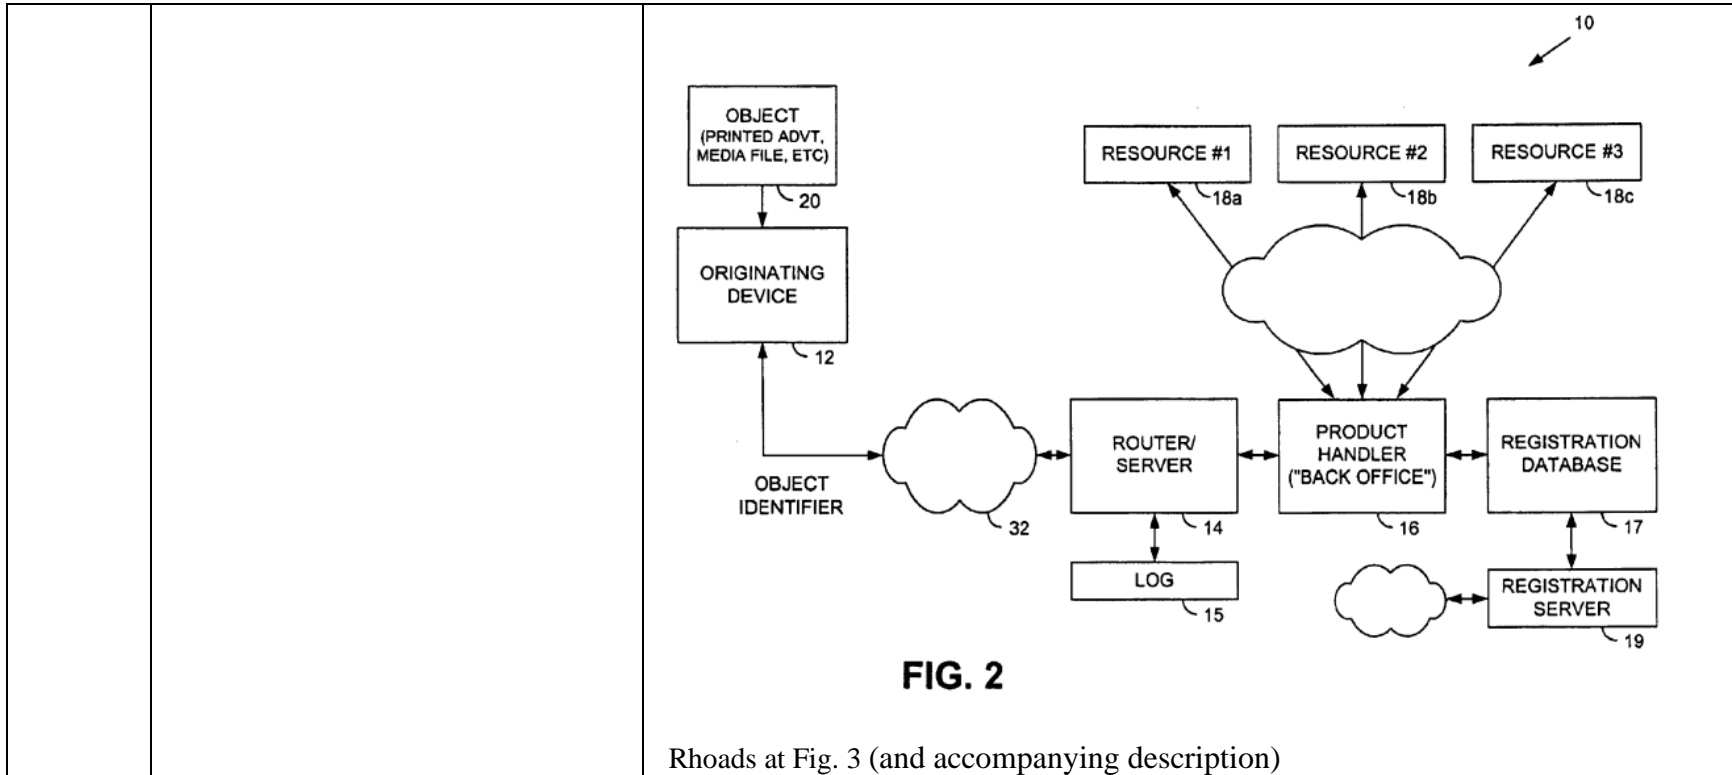 10
OBJECT
(PRINTED ADVT,
MEDIA FILE, ETC)
20
RESOURCE #1
18a
RESOURCE #2
18b
RESOURCE #3
18c
ORIGINATING
DEVICE
12
OBJECT
IDENTIFIER
32
ROUTER/
SERVER
14
PRODUCT
HANDLER
("BACK OFFICE")
16
REGISTRATION
DATABASE
17
LOG
15
REGISTRATION
SERVER
19
FIG. 2
Rhoads at Fig. 3 (and accompanying description)